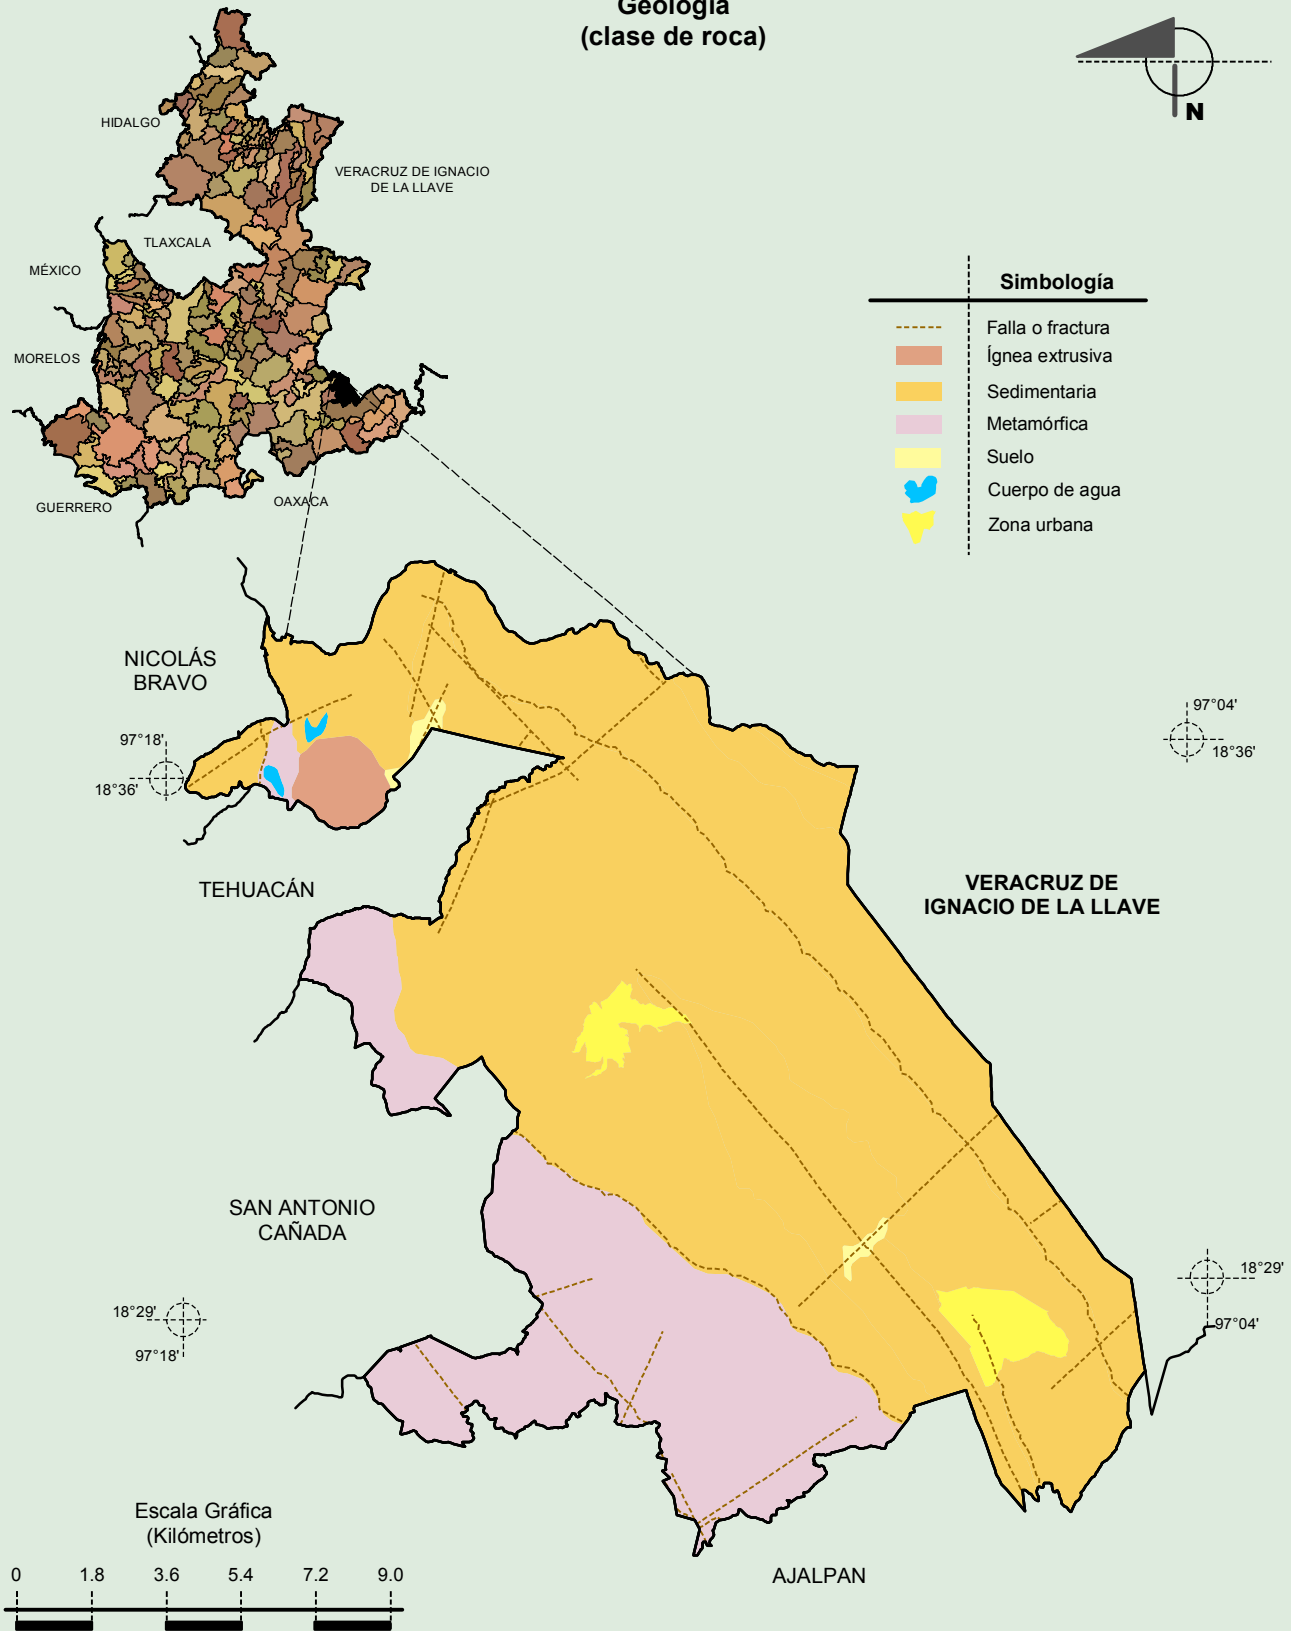 Geología
(clase de roca)
N
HIDALGO
VERACRUZ DE IGNACIO
DE LA LLAVE
TLAXCALA
MÉXICO
MORELOS
GUERRERO
OAXACA
Simbología
Falla o fractura
Ígnea extrusiva
Sedimentaria
Metamórfica
Suelo
Cuerpo de agua
Zona urbana
NICOLÁS
BRAVO
97°18'
18°36'
97°04'
18°36'
TEHUACÁN
VERACRUZ DE
IGNACIO DE LA LLAVE
SAN ANTONIO
CAÑADA
18°29'
97°18'
18°29'
97°04'
Escala Gráfica
(Kilómetros)
0 1.8 3.6 5.4 7.2 9.0
AJALPAN